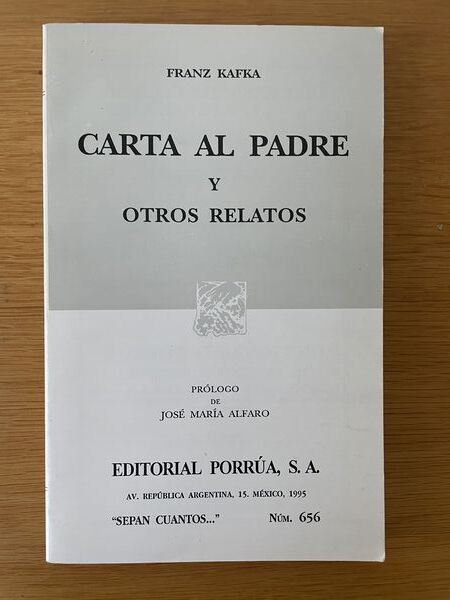 FRANZ KAFKA
CARTA AL PADRE
Y
OTROS RELATOS
PRÓLOGO
DE
JOSÉ MARÍA ALFARO
EDITORIAL PORRÚA, S. A.
AV. REPÚBLICA ARGENTINA, 15. MÉXICO, 1995
"SEPAN CUANTOS..." NÚM. 656